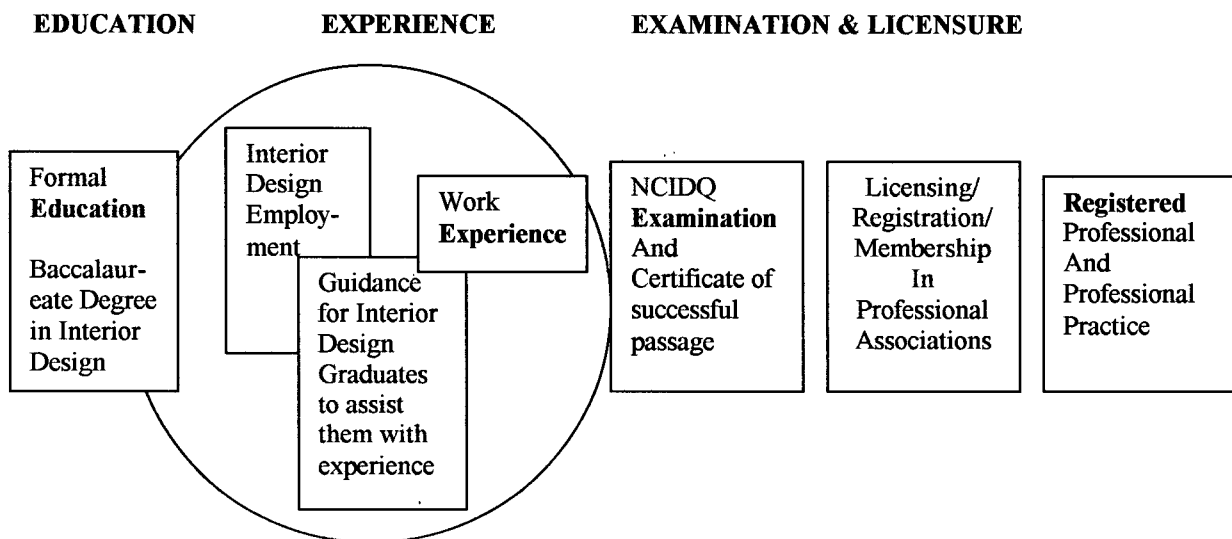 EDUCATION
EXPERIENCE
EXAMINATION & LICENSURE
Formal
Education
Baccalaur-
eate Degree
in Interior
Design
Interior
Design
Employ-
ment
Guidance
for Interior
Design
Graduates
to assist
them with
experience
Work
Experience
NCIDQ
Examination
And
Certificate of
successful
passage
Licensing/
Registration/
Membership
In
Professional
Associations
Registered
Professional
And
Professional
Practice